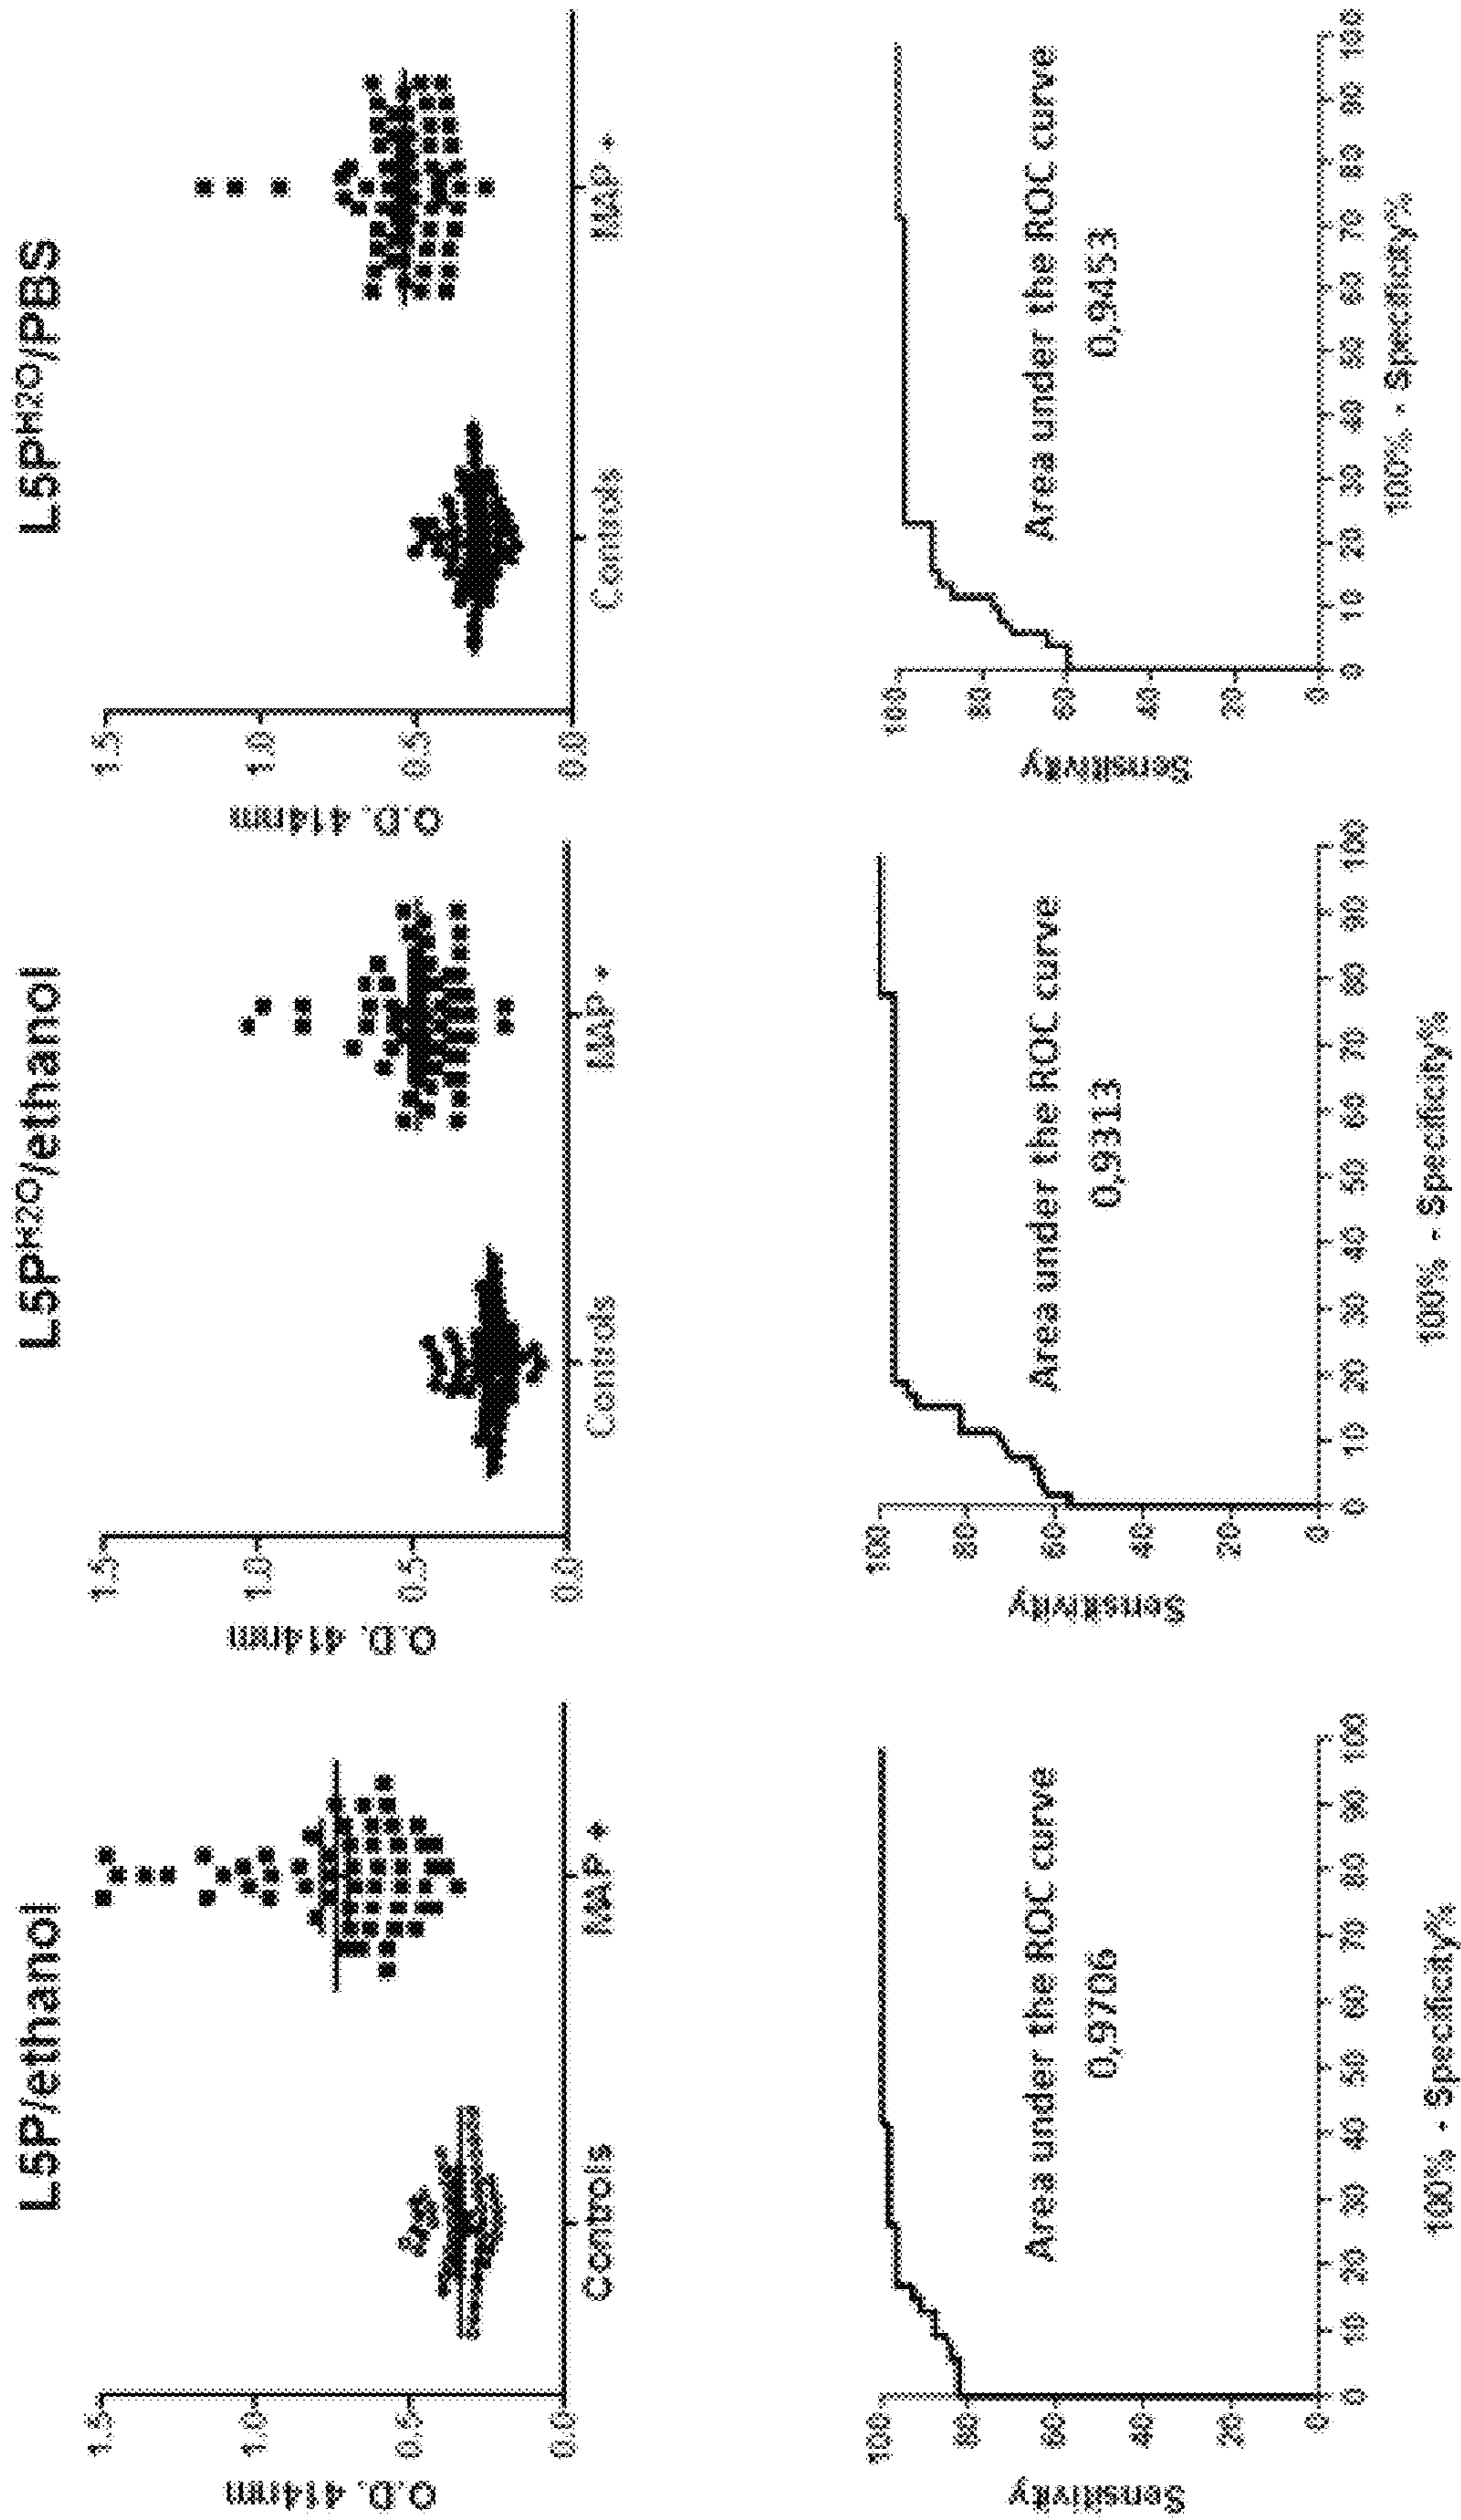 L5P/ethanol
O.D. 414nm
1.5
1.0
0.5
0.0
Controls
MAP +
Sensitivity
100
80
60
40
20
0
Area under the ROC curve
0,9706
0 10 20 30 40 50 60 70 80 90 100
100% - Specificity%
L5PH2O/ethanol
O.D. 414nm
1.5
1.0
0.5
0.0
Controls
MAP +
Sensitivity
100
80
60
40
20
0
Area under the ROC curve
0,9313
0 10 20 30 40 50 60 70 80 90 100
100% - Specificity%
L5PH2O/PBS
O.D. 414nm
1.5
1.0
0.5
0.0
Controls
MAP +
Sensitivity
100
80
60
40
20
0
Area under the ROC curve
0,9453
0 10 20 30 40 50 60 70 80 90 100
100% - Specificity%